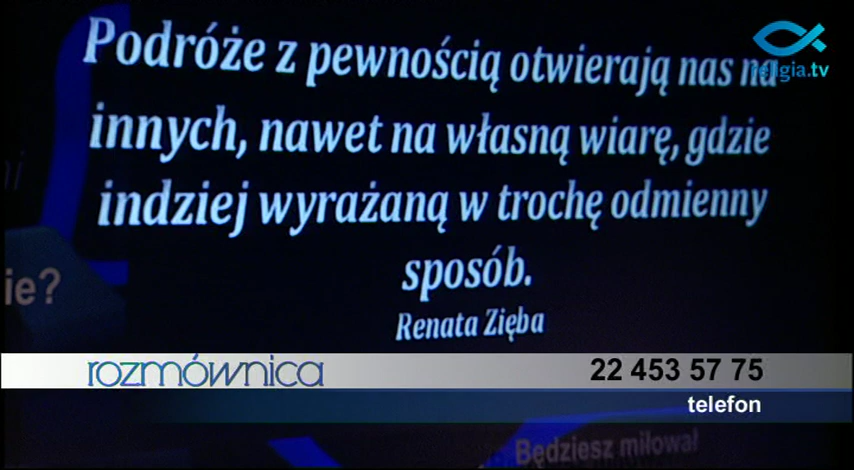 religia.tv
Podróże z pewnością otwierają nas na
innych, nawet na własną wiarę, gdzie
indziej wyrażaną w trochę odmienny
sposób.
Renata Zięba
ie?
rozmównica
22 453 57 75
telefon
Będziesz miłował